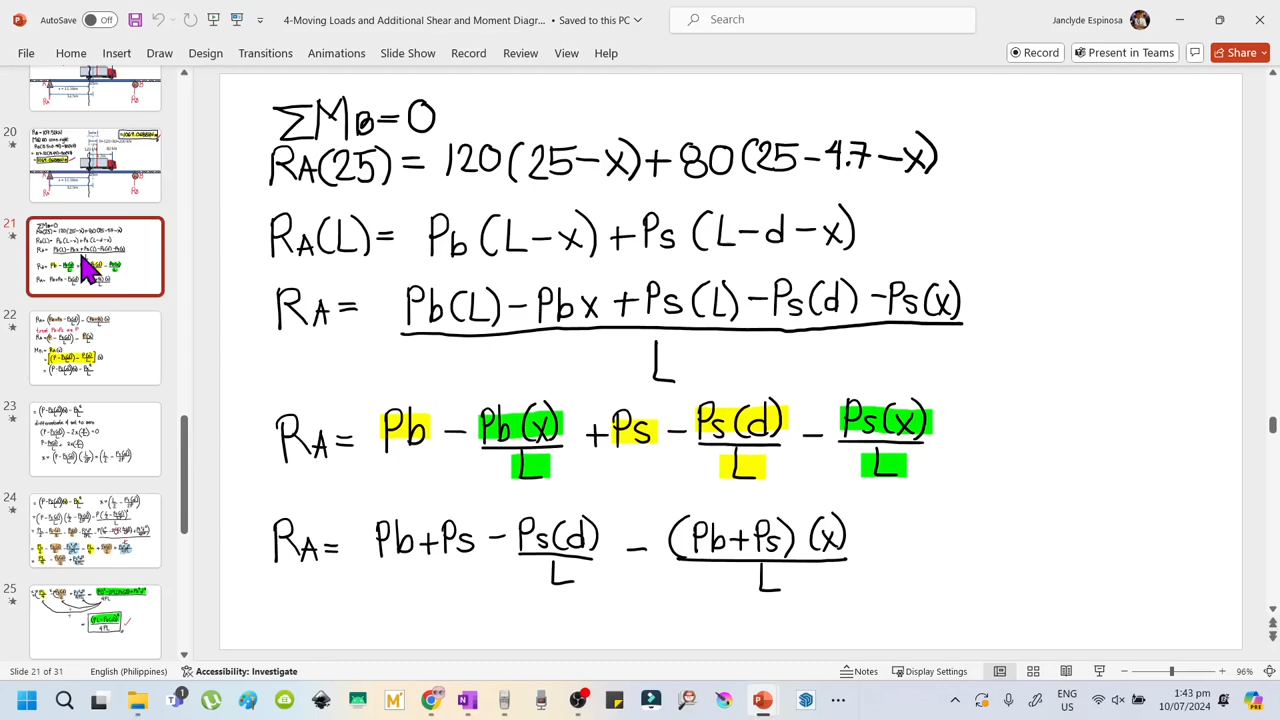 AutoSave Off 4-Moving Loads and Additional Shear and Moment Diagr... • Saved to this PC Search Janclyde Espinosa
File Home Insert Draw Design Transitions Animations Slide Show Record Review View Help Record Present in Teams Share
∑MB=0
RA(25) = 120(25-x)+80(25-4.7-x)
RA(L)= Pb(L-x)+Ps(L-d-x)
RA= Pb(L)-Pbx+Ps(L)-Ps(d)-Ps(x)
L
RA= Pb - Pb(x) +Ps - Ps(d) - Ps(x)
L L L
RA= Pb+Ps - Ps(d) - (Pb+Ps)(x)
L L
20
21
22
23
24
25
Slide 21 of 31 English (Philippines) Accessibility: Investigate Notes Display Settings 96%
ENG
US
1:43 pm
10/07/2024